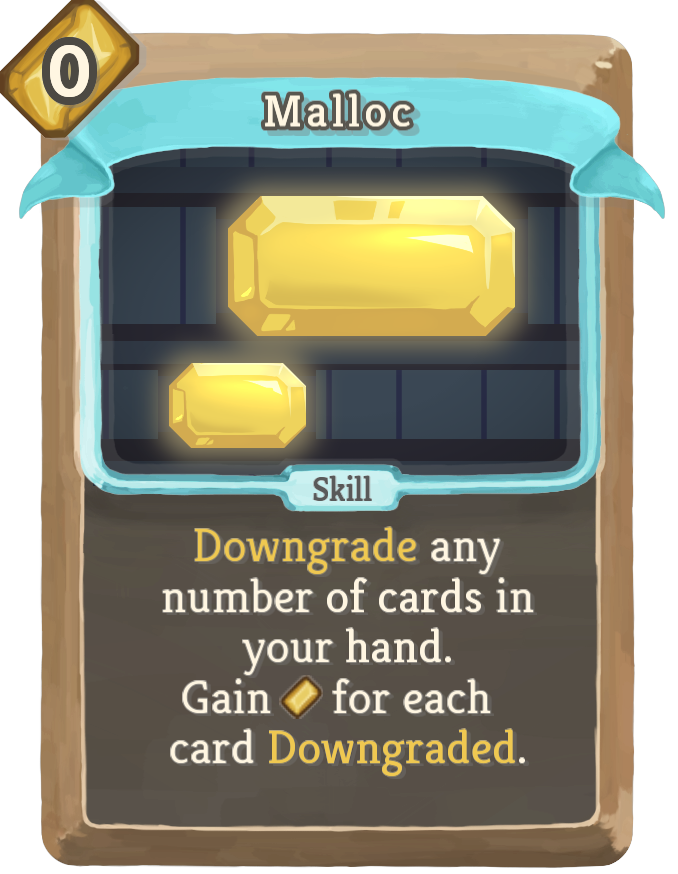 0
Malloc
Skill
Downgrade any
number of cards in
your hand.
Gain for each
card Downgraded.